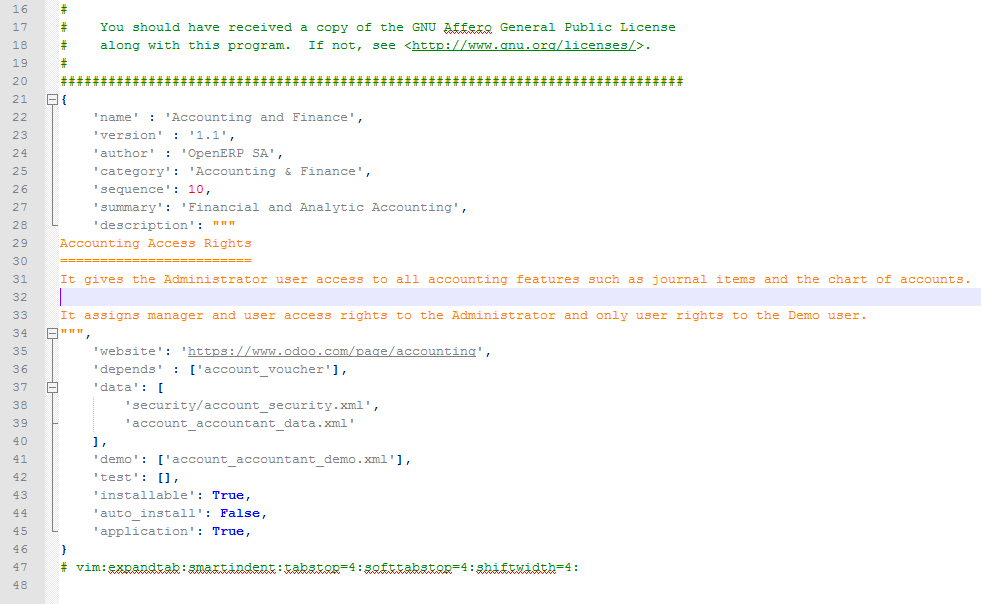 16 #
17 #    You should have received a copy of the GNU Affero General Public License
18 #    along with this program.  If not, see <http://www.gnu.org/licenses/>.
19 #
20 ##############################################################################
21 {
22     'name' : 'Accounting and Finance',
23     'version' : '1.1',
24     'author' : 'OpenERP SA',
25     'category': 'Accounting & Finance',
26     'sequence': 10,
27     'summary': 'Financial and Analytic Accounting',
28     'description': """
29 Accounting Access Rights
30 ========================
31 It gives the Administrator user access to all accounting features such as journal items and the chart of accounts.
32
33 It assigns manager and user access rights to the Administrator and only user rights to the Demo user.
34 """,
35     'website': 'https://www.odoo.com/page/accounting',
36     'depends' : ['account_voucher'],
37     'data': [
38         'security/account_security.xml',
39         'account_accountant_data.xml'
40     ],
41     'demo': ['account_accountant_demo.xml'],
42     'test': [],
43     'installable': True,
44     'auto_install': False,
45     'application': True,
46 }
47 # vim:expandtab:smartindent:tabstop=4:softtabstop=4:shiftwidth=4:
48